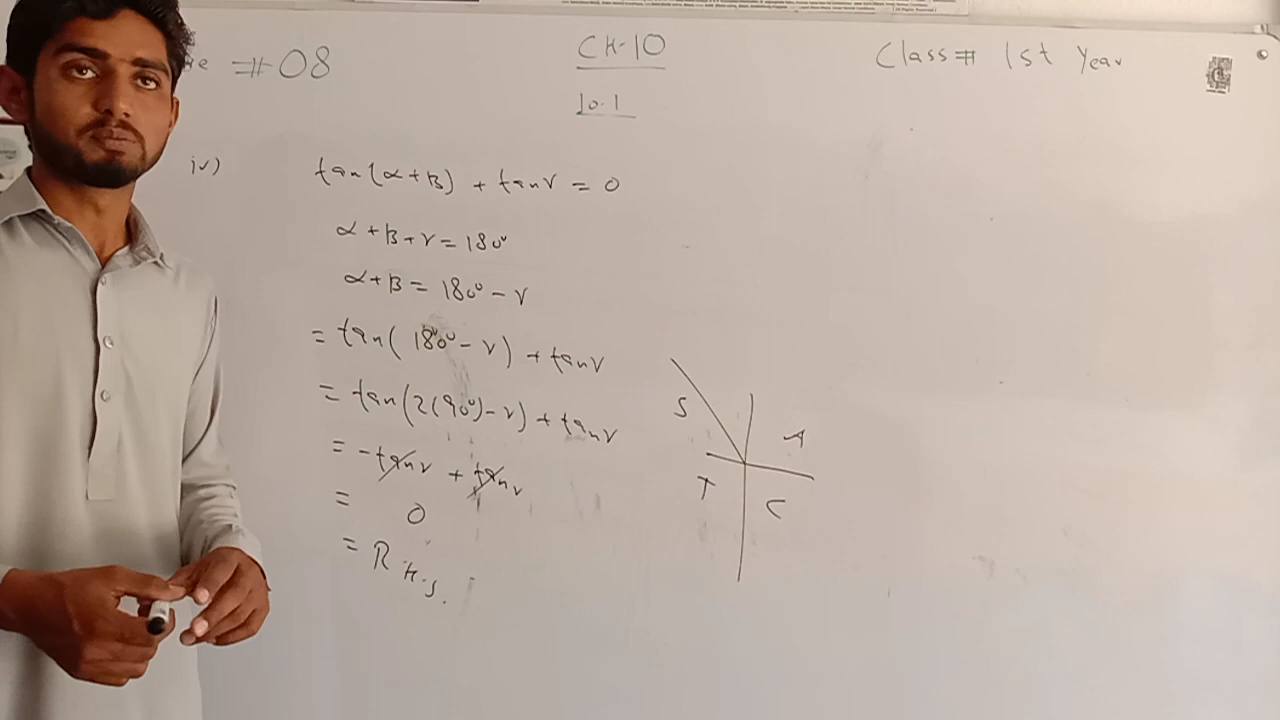 # 08
CH-10
Class# 1st Year
10.1
iv) tan(α+β) + tanγ = 0
α+β+γ=180°
α+β = 180°-γ
= tan(180°-γ) + tanγ
= tan(2(90°)-γ) + tanγ
= -tanγ + tanγ
= 0
= R.H.S.
S
A
T
C